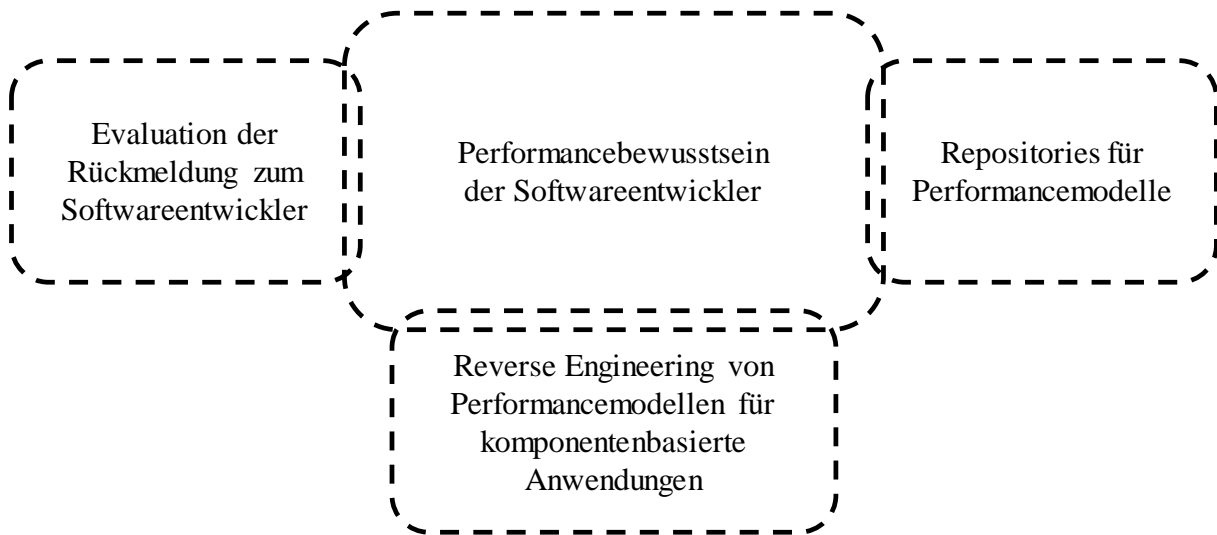 Evaluation der
Rückmeldung zum
Softwareentwickler
Performancebewusstsein
der Softwareentwickler
Repositories für
Performancemodelle
Reverse Engineering von
Performancemodellen für
komponentenbasierte
Anwendungen